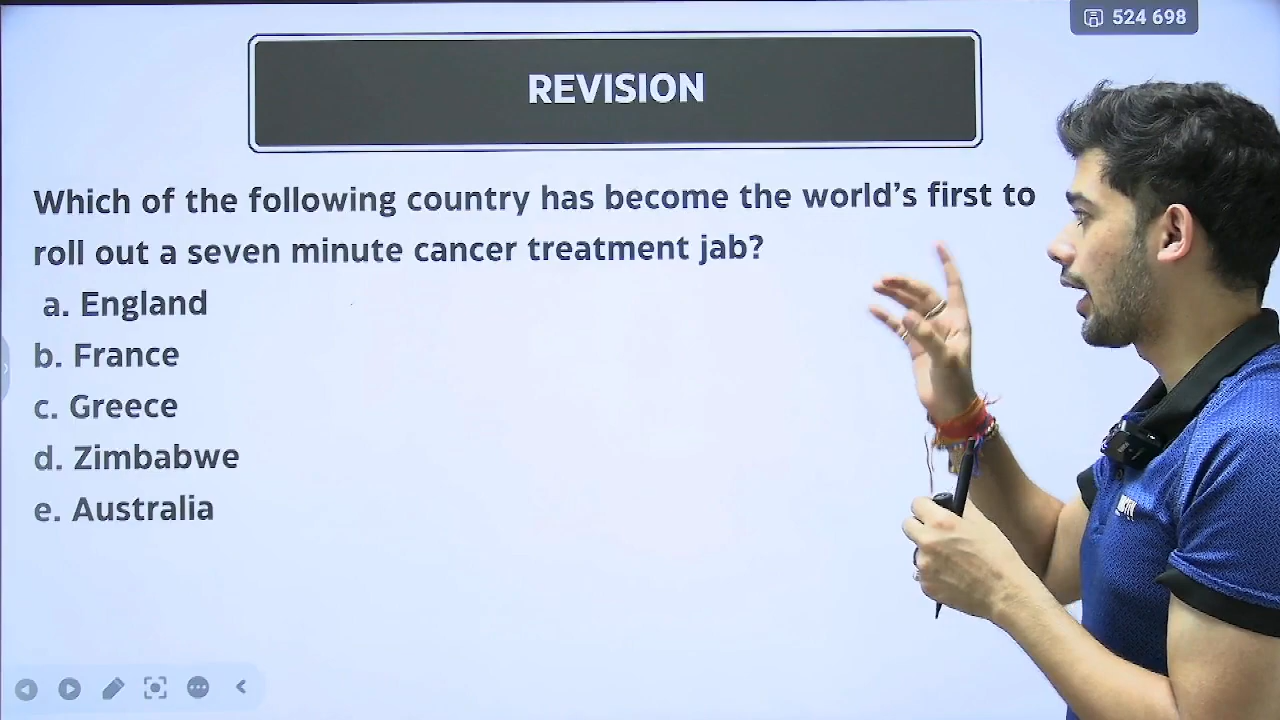 524 698
REVISION
Which of the following country has become the world's first to
roll out a seven minute cancer treatment jab?
a. England
b. France
c. Greece
d. Zimbabwe
e. Australia